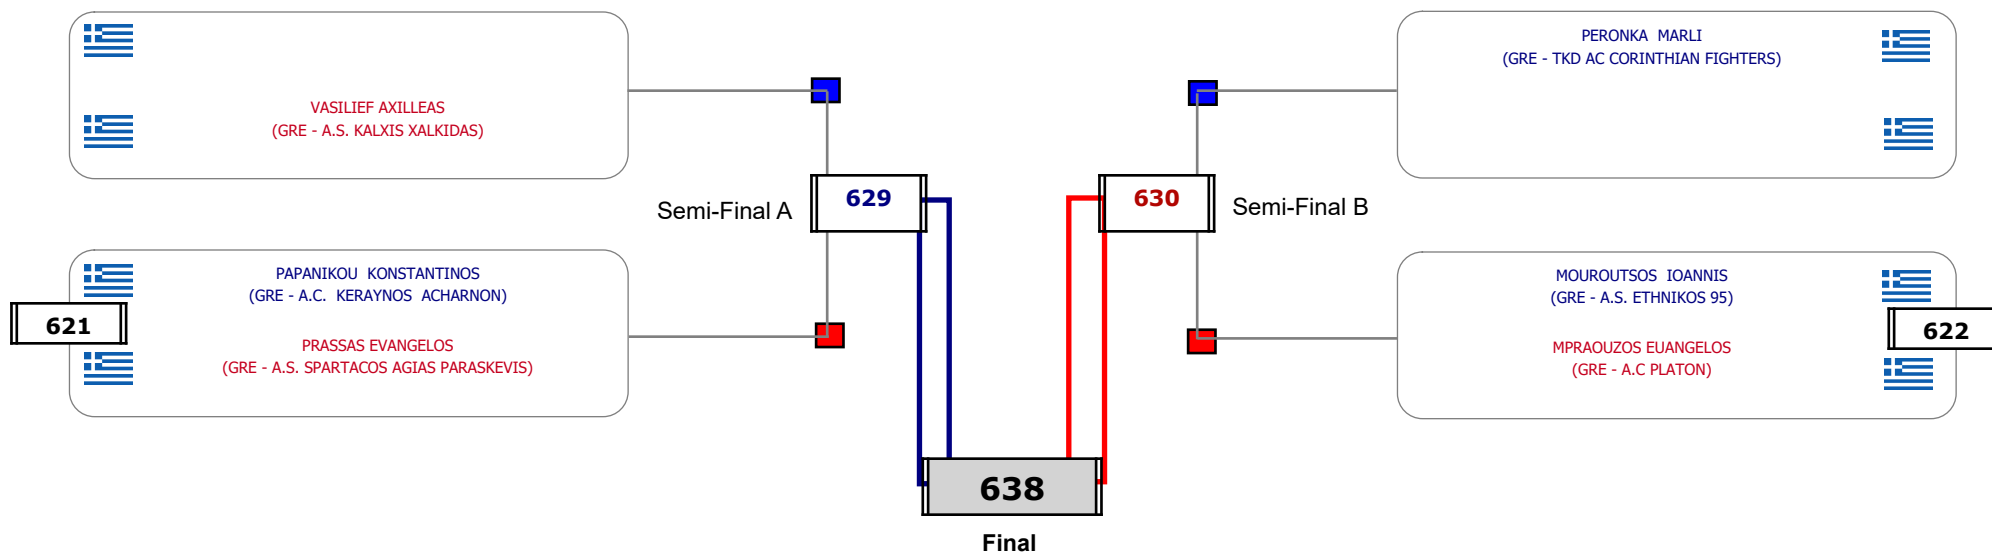 VASILIEF AXILLEAS
(GRE - A.S. KALXIS XALKIDAS)
PERONKA  MARLI
(GRE - TKD AC CORINTHIAN FIGHTERS)
Semi-Final A
629
630
Semi-Final B
621
PAPANIKOU  KONSTANTINOS
(GRE - A.C.  KERAYNOS  ACHARNON)
PRASSAS EVANGELOS
(GRE - A.S. SPARTACOS AGIAS PARASKEVIS)
MOUROUTSOS  IOANNIS
(GRE - A.S. ETHNIKOS 95)
MPRAOUZOS EUANGELOS
(GRE - A.C PLATON)
622
638
Final